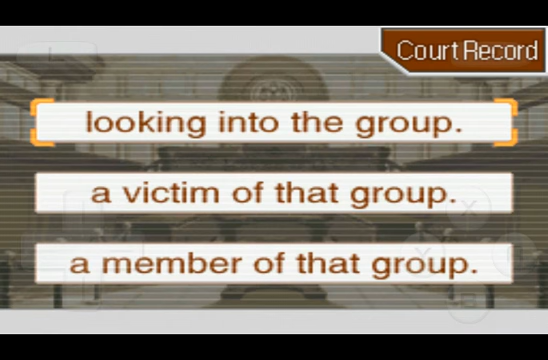 Court Record
looking into the group.
a victim of that group.
a member of that group.